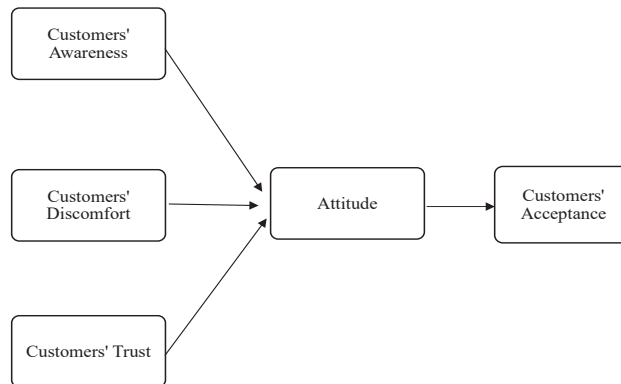 Customers'
Awareness
Customers'
Discomfort
Attitude
Customers'
Acceptance
Customers' Trust